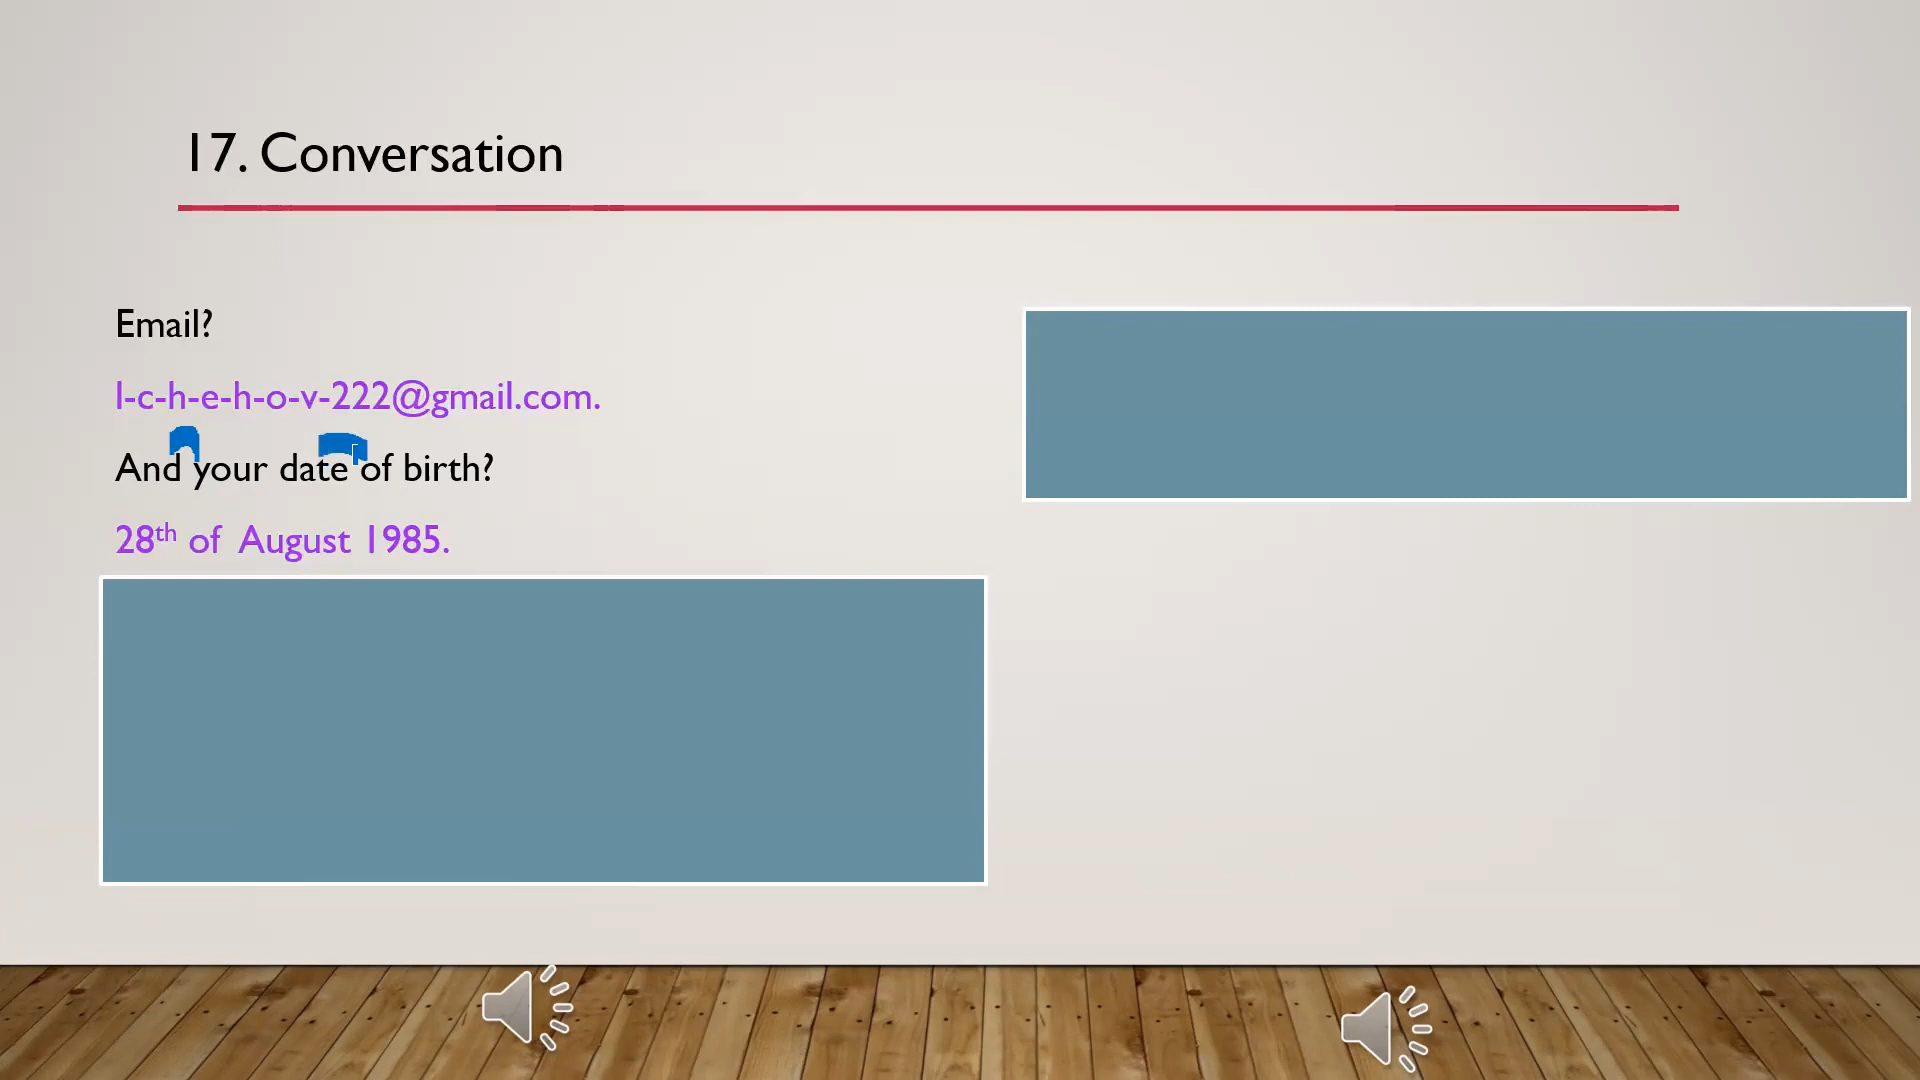 17. Conversation
Email?
l-c-h-e-h-o-v-222@gmail.com.
And your date of birth?
28th of  August 1985.